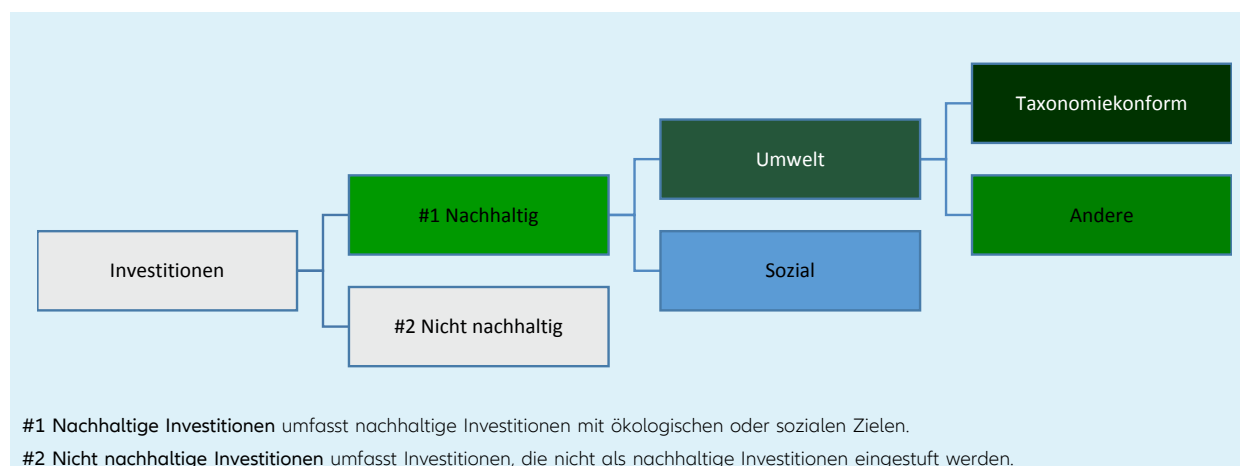 Taxonomiekonform
Umwelt
#1 Nachhaltig
Andere
Investitionen
Sozial
#2 Nicht nachhaltig
#1 Nachhaltige Investitionen umfasst nachhaltige Investitionen mit ökologischen oder sozialen Zielen.
#2 Nicht nachhaltige Investitionen umfasst Investitionen, die nicht als nachhaltige Investitionen eingestuft werden.